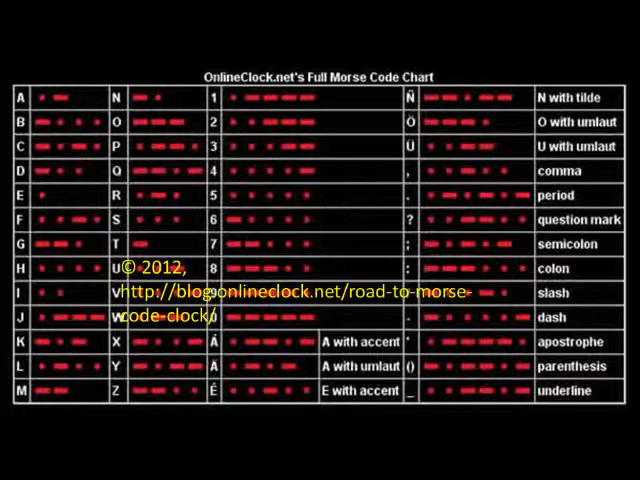 OnlineClock.net's Full Morse Code Chart
A N 1 Ñ N with tilde
B O 2 Ö O with umlaut
C P 3 Ü U with umlaut
D Q 4 , comma
E R 5 . period
F S 6 ? question mark
G T 7 ; semicolon
H U 8 : colon
I V 9 slash
J W dash
K X Á A with accent ' apostrophe
L Y Ä A with umlaut () parenthesis
M Z É E with accent _ underline
© 2012,
http://blog.onlineclock.net/road-to-morse-
code-clock/